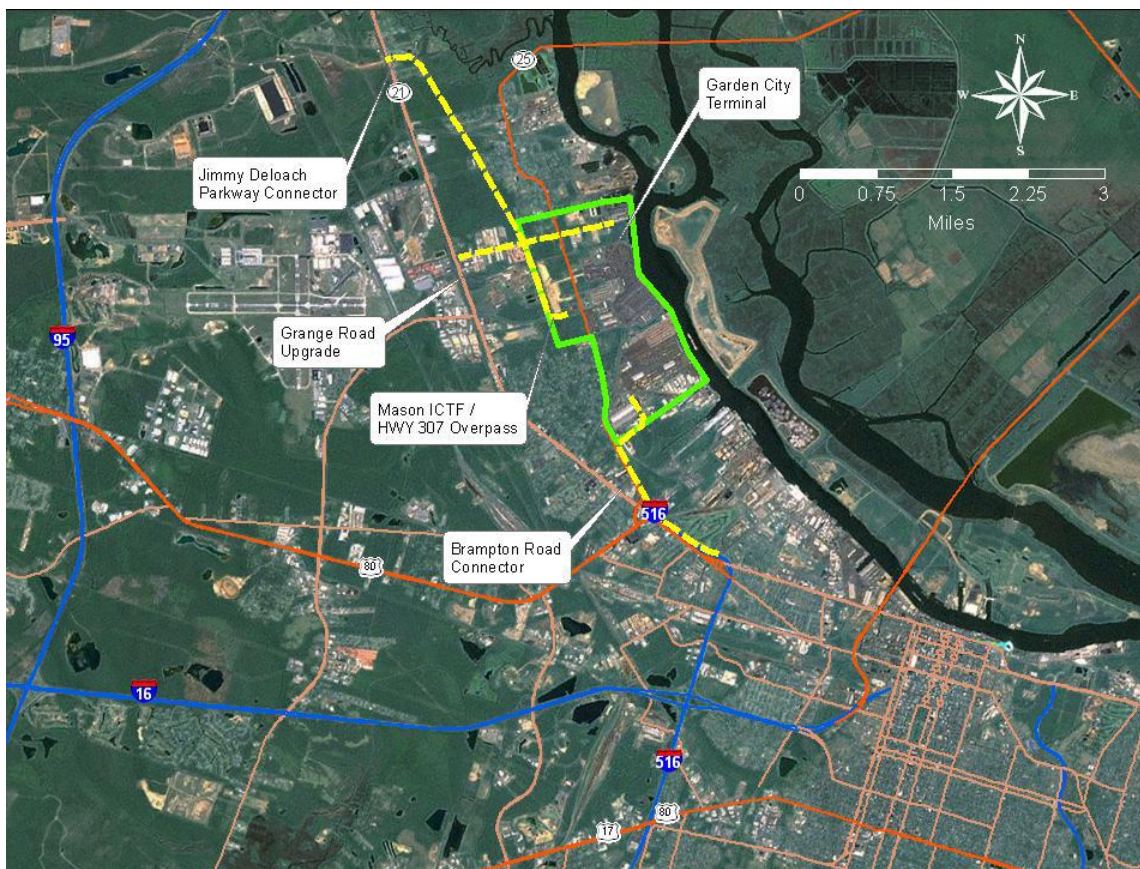 N
W
E
S
25
Garden City
Terminal
21
0
0.75
1.5
2.25
3
Miles
Jimmy Deloach
Parkway Connector
95
Grange Road
Upgrade
Mason ICTF /
HWY 307 Overpass
516
Brampton Road
Connector
80
16
516
80
17